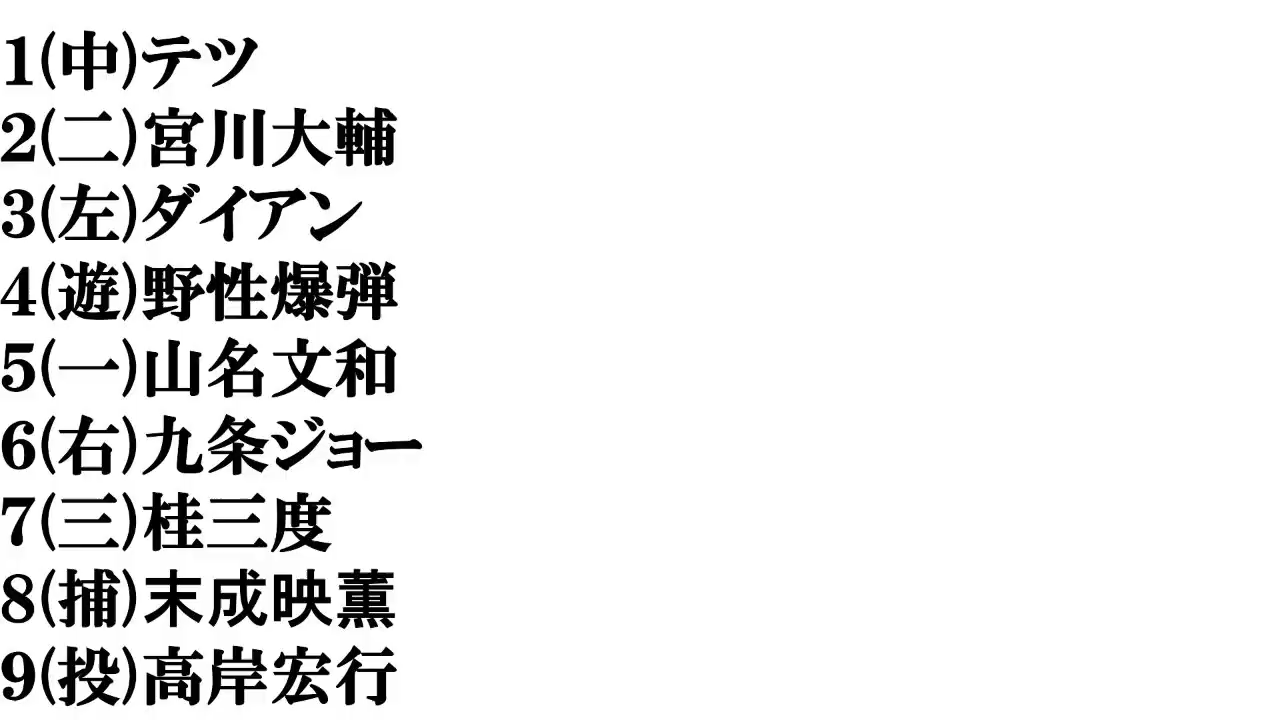 1(中)テツ
2(二)宮川大輔
3(左)ダイアン
4(遊)野性爆弾
5(一)山名文和
6(右)九条ジョー
7(三)桂三度
8(捕)末成映薫
9(投)高岸宏行